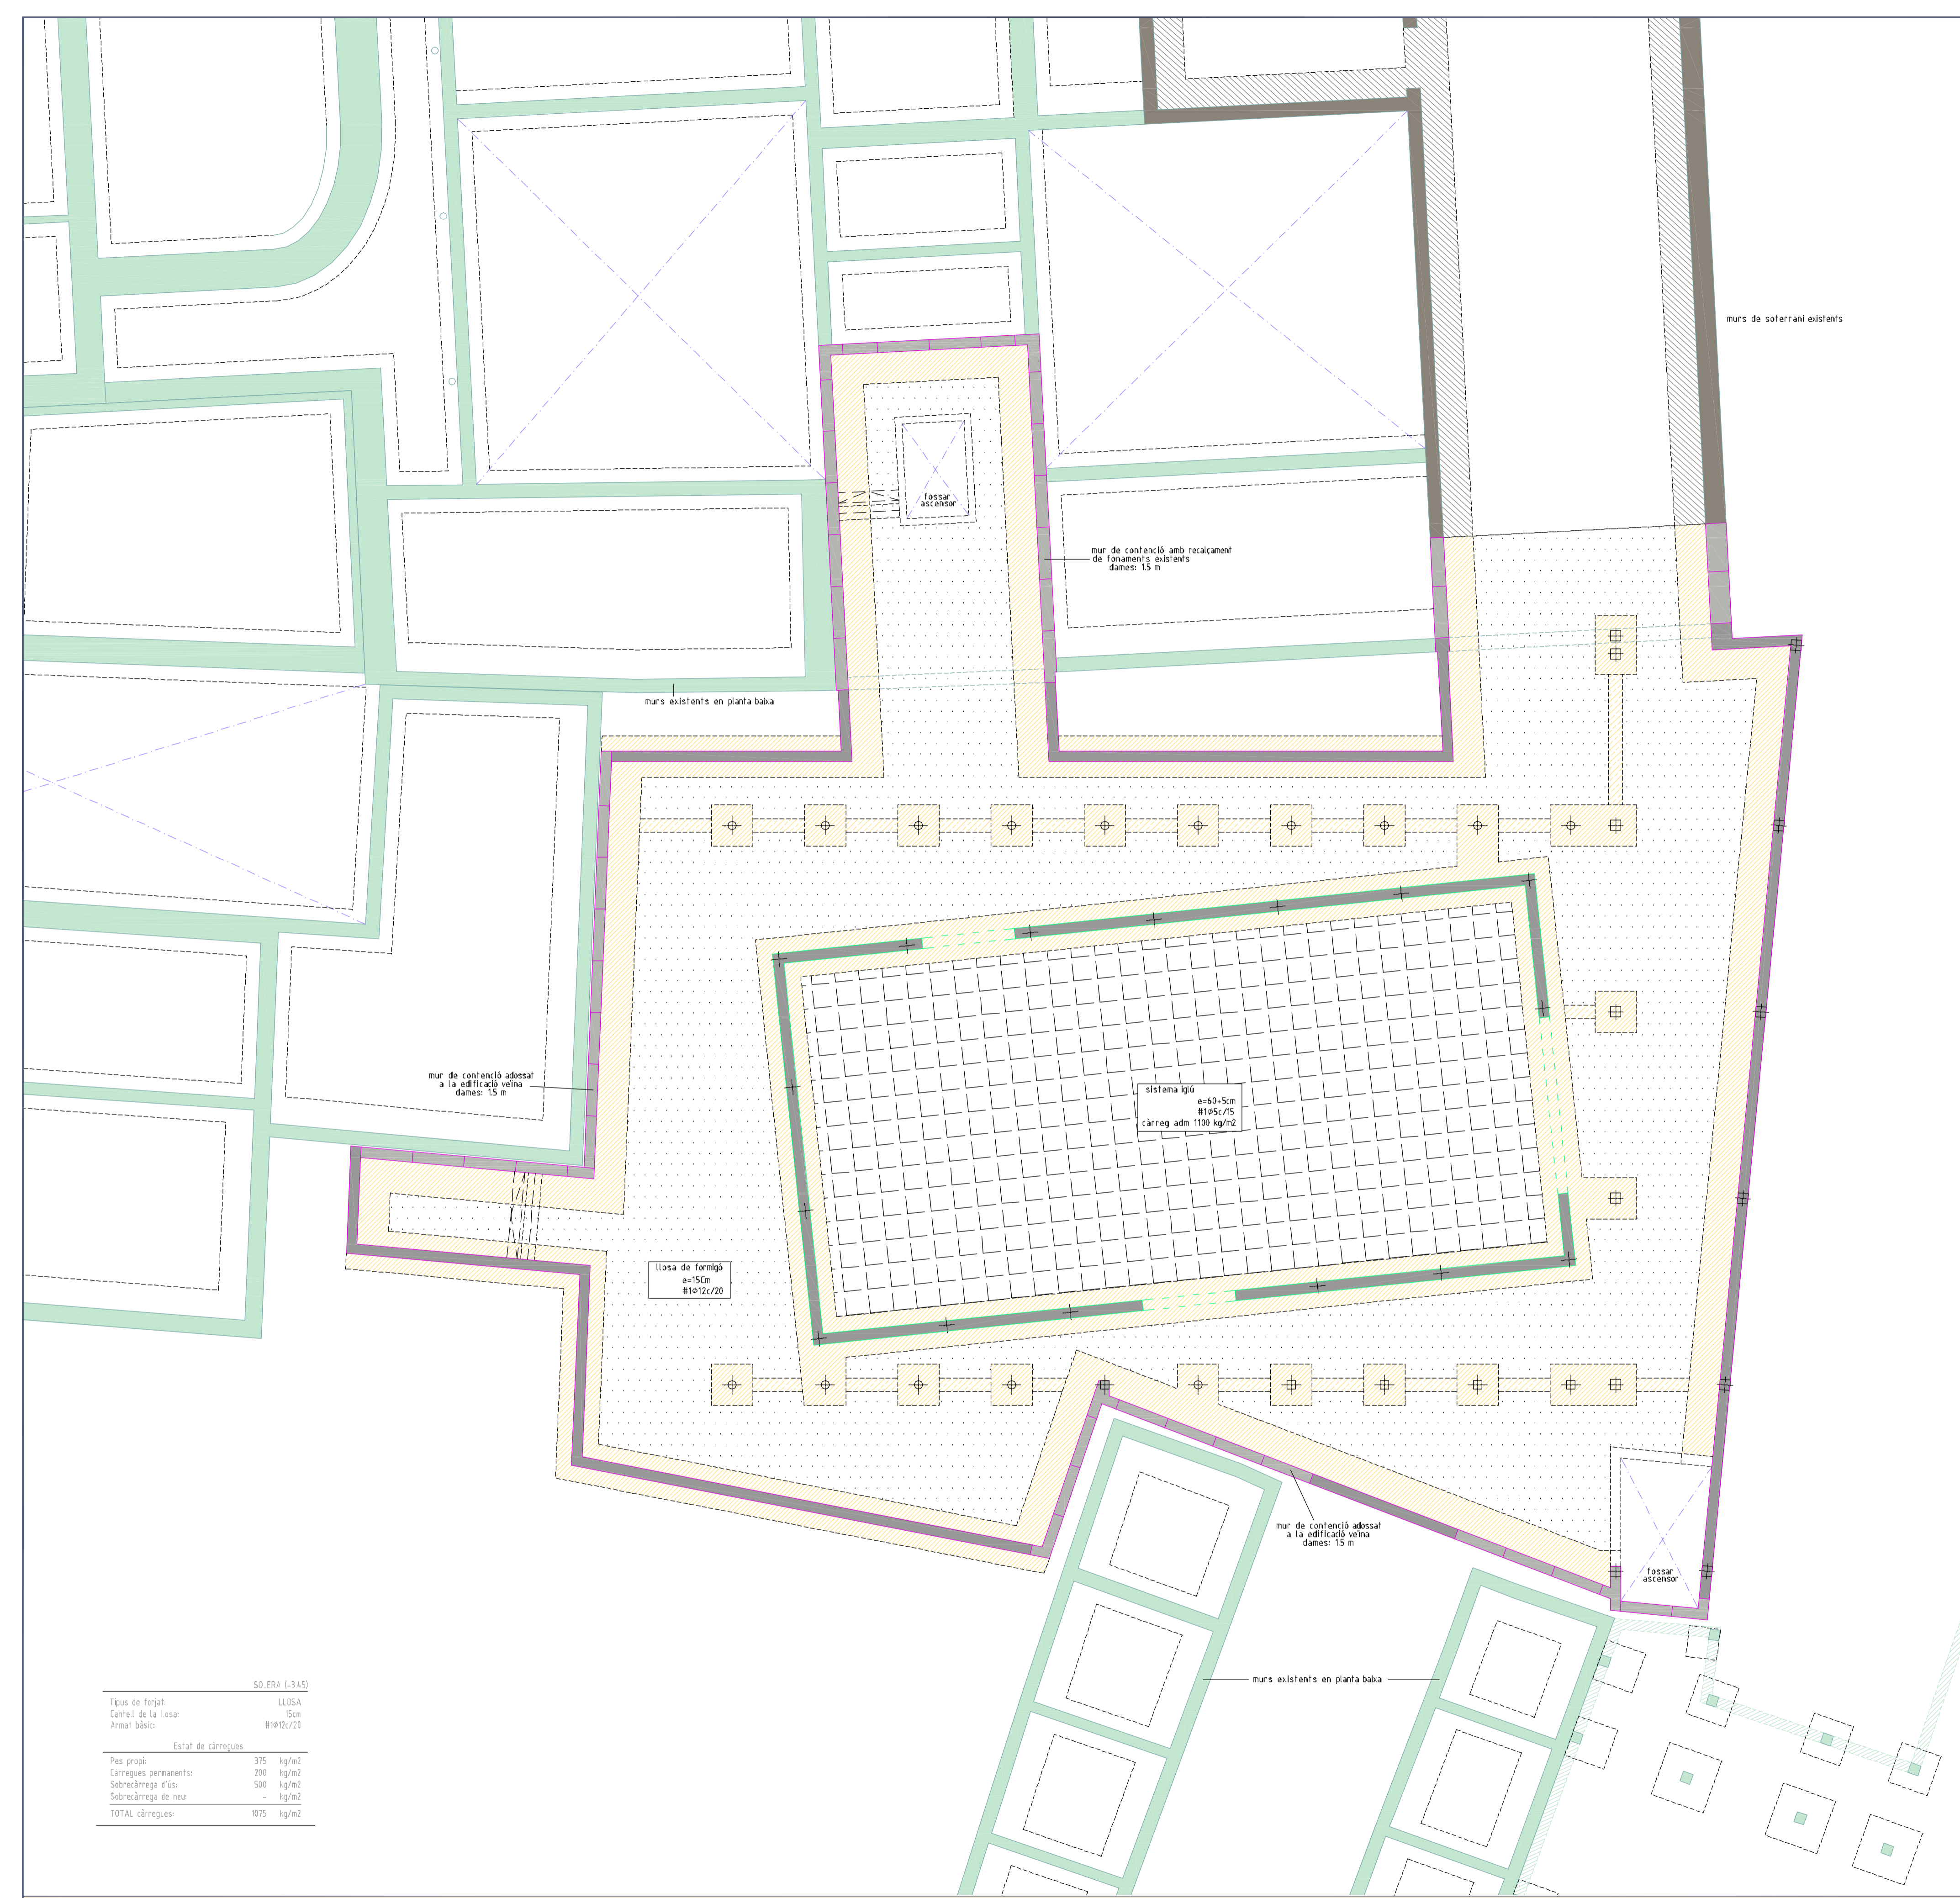 murs de soterrani existents
fossar
ascensor
mur de contenció amb recalçament
de fonaments existents
dames: 1.5 m
murs existents en planta baixa
mur de contenció adossat
a la edificació veïna
dames: 1.5 m
sistema iglú
e=60+5cm
#1Ø5c/15
càrreg adm 1100 kg/m2
llosa de formigó
e=15Cm
#1Ø12c/20
mur de contenció adossat
a la edificació veïna
dames: 1.5 m
fossar
ascensor
murs existents en planta baixa
SOLERA (-3.45)
Tipus de forjat: LLOSA
Cantell de la llosa: 15cm
Armat bàsic: #1Ø12c/20
Estat de càrregues
Pes propi: 375 kg/m2
Càrregues permanents: 200 kg/m2
Sobrecàrrega d'ús: 500 kg/m2
Sobrecàrrega de neu: - kg/m2
TOTAL càrregues: 1075 kg/m2